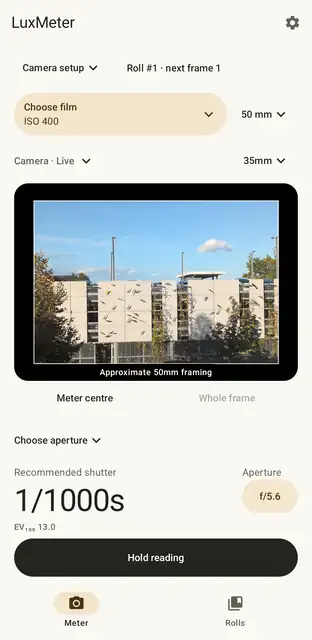 LuxMeter
Camera setup
Roll #1 · next frame 1
Choose film
ISO 400
50 mm
Camera · Live
35mm
Approximate 50mm framing
Meter centre
Whole frame
Choose aperture
Recommended shutter
Aperture
1/1000s
f/5.6
EV₁₀₀ 13.0
Hold reading
Meter
Rolls